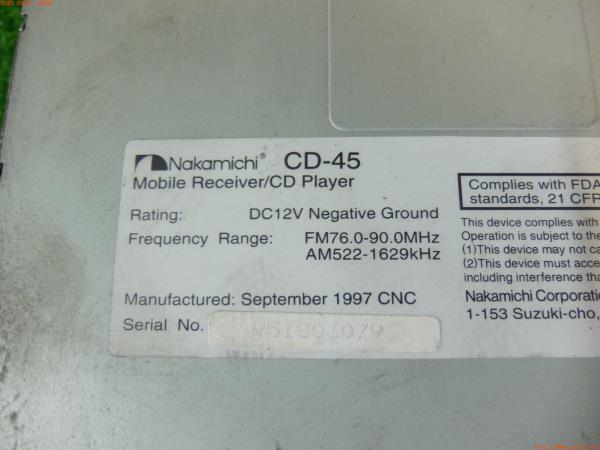 Nakamichi® CD-45
Mobile Receiver/CD Player
Rating: DC12V Negative Ground
Frequency Range: FM76.0-90.0MHz
AM522-1629kHz
Manufactured: September 1997 CNC
Serial No. V51803079
Complies with FDA
standards, 21 CFR
This device complies with
Operation is subject to the
(1)This device may not ca
(2)This device must acce
including interference tha
Nakamichi Corporatio
1-153 Suzuki-cho,